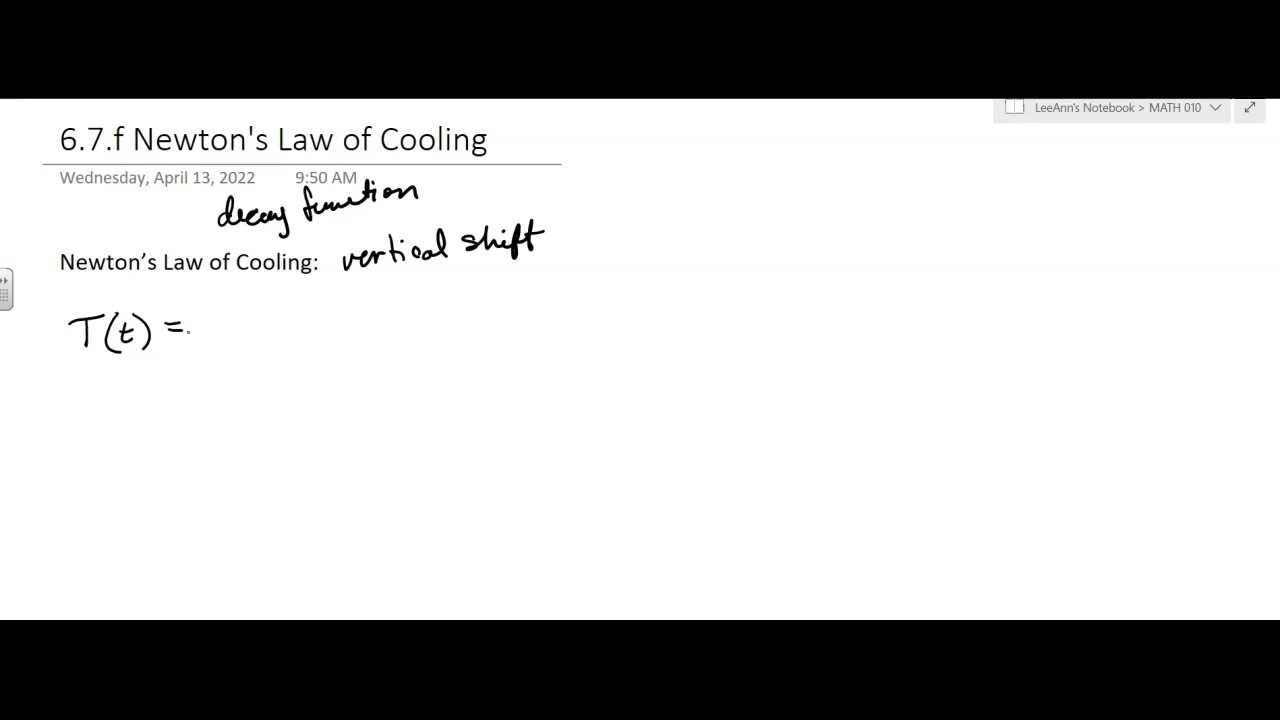 LeeAnn's Notebook > MATH 010
6.7.f Newton's Law of Cooling
Wednesday, April 13, 2022 9:50 AM
decay function
Newton's Law of Cooling: vertical shift
T(t) =